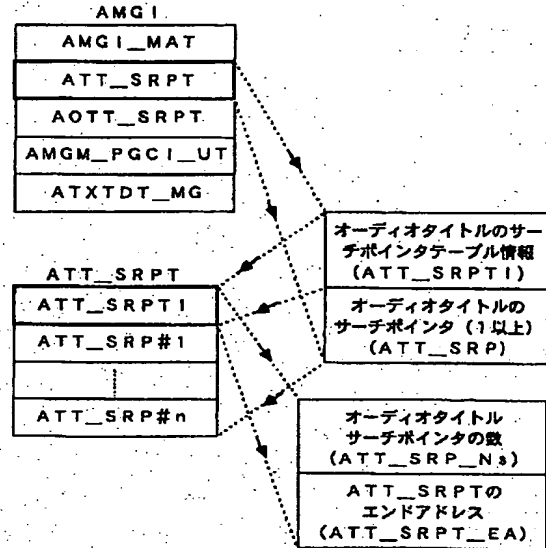 AMGI
AMGI_MAT
ATT_SRPT
AOTT_SRPT
AMGM_PGCI_UT
ATXTDT_MG
オーディオタイトルのサー
チポインタテーブル情報
(ATT_SRPTI)
オーディオタイトルの
サーチポインタ(1以上)
(ATT_SRP)
ATT_SRPT
ATT_SRPTI
ATT_SRP#1
ATT_SRP#n
オーディオタイトル
サーチポインタの数
(ATT_SRP_Ns)
ATT_SRPTの
エンドアドレス
(ATT_SRPT_EA)